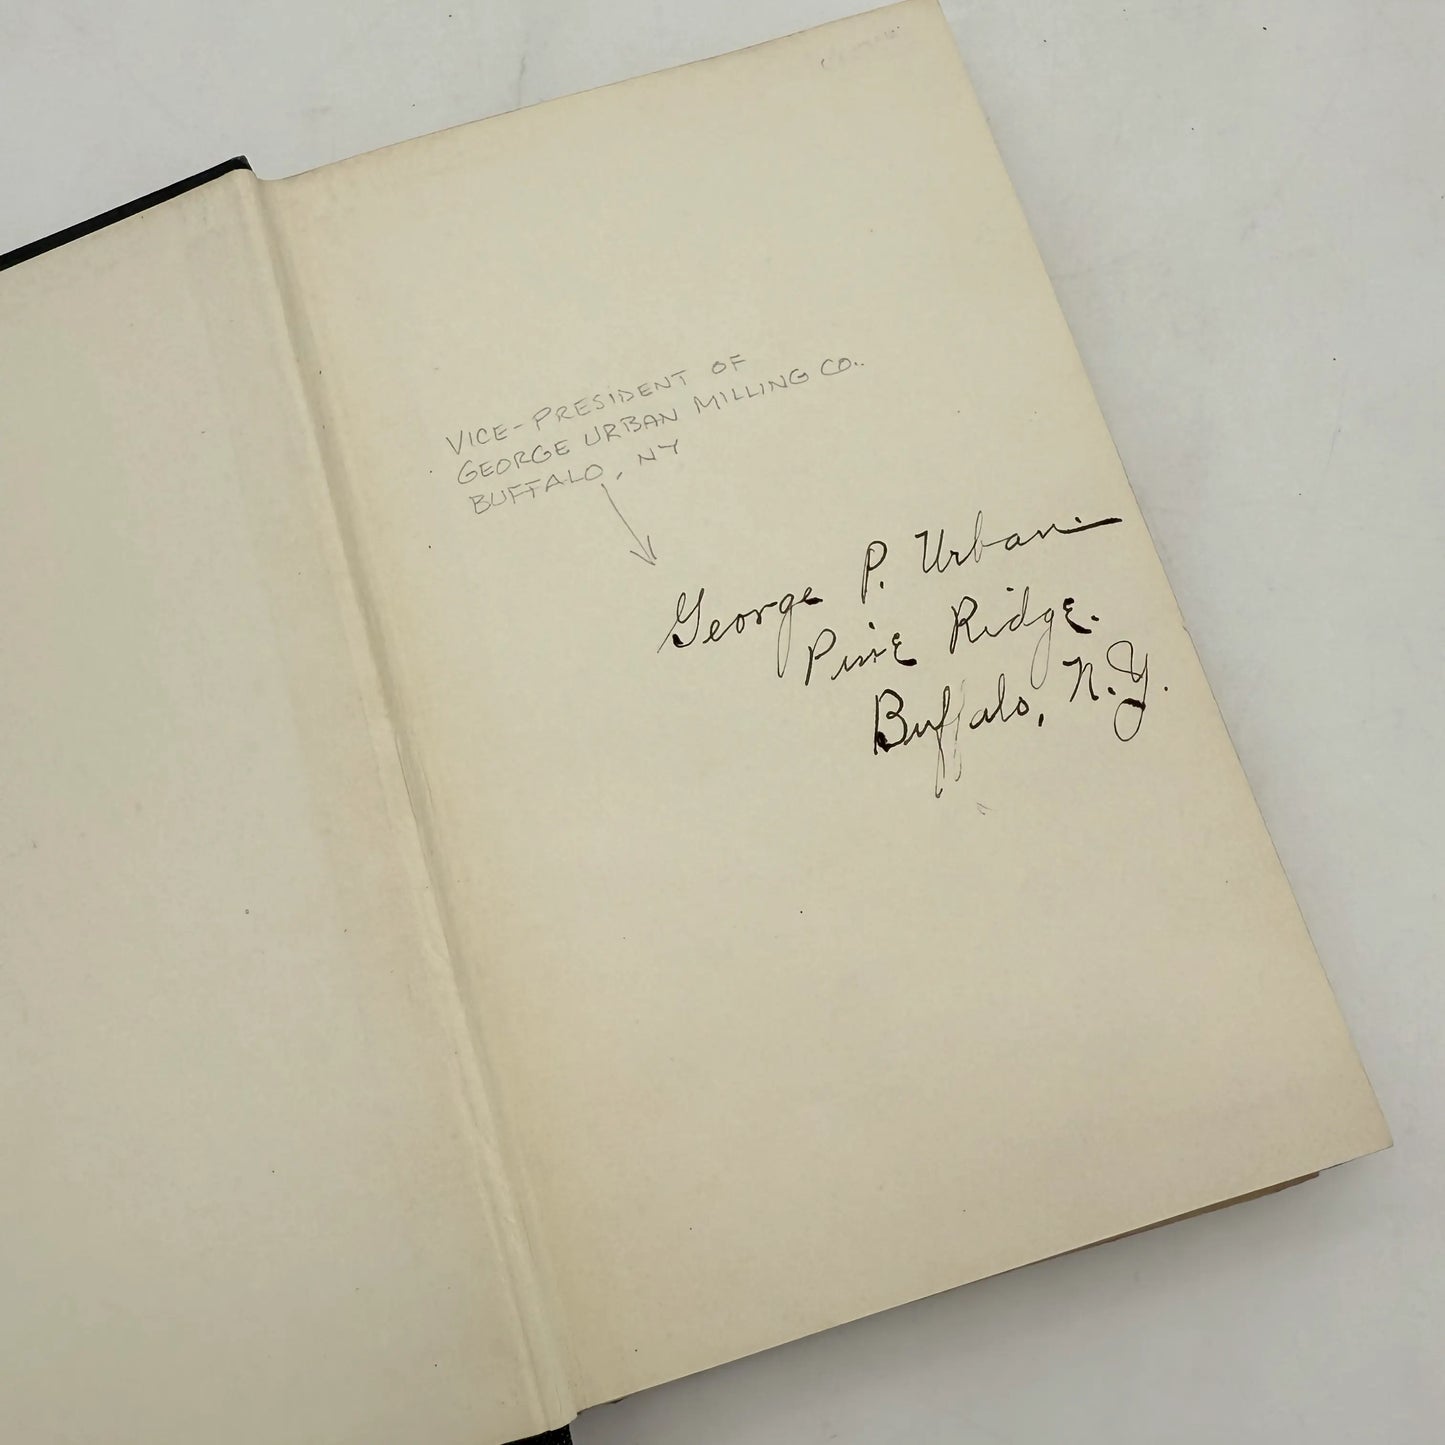 VICE-PRESIDENT OF
GEORGE URBAN MILLING CO.
BUFFALO, NY
George P. Urban
Pine Ridge.
Buffalo, N.Y.